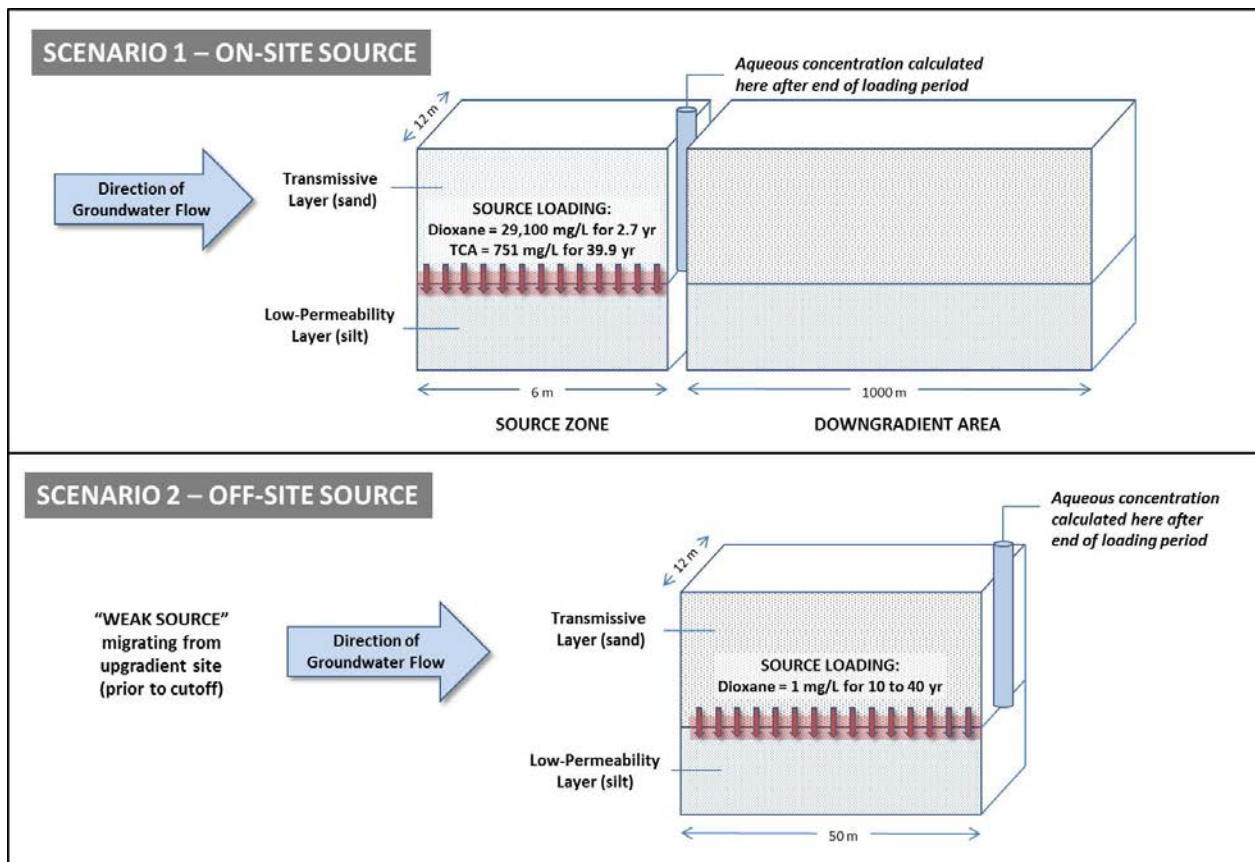 SCENARIO 1 – ON-SITE SOURCE
Aqueous concentration calculated
here after end of loading period
12 m
Direction of
Groundwater Flow
Transmissive
Layer (sand)
SOURCE LOADING:
Dioxane = 29,100 mg/L for 2.7 yr
TCA = 751 mg/L for 39.9 yr
Low-Permeability
Layer (silt)
6 m
1000 m
SOURCE ZONE
DOWNGRADIENT AREA
SCENARIO 2 – OFF-SITE SOURCE
Aqueous concentration
calculated here after
end of loading period
12 m
"WEAK SOURCE"
migrating from
upgradient site
(prior to cutoff)
Direction of
Groundwater Flow
Transmissive
Layer (sand)
SOURCE LOADING:
Dioxane = 1 mg/L for 10 to 40 yr
Low-Permeability
Layer (silt)
50 m